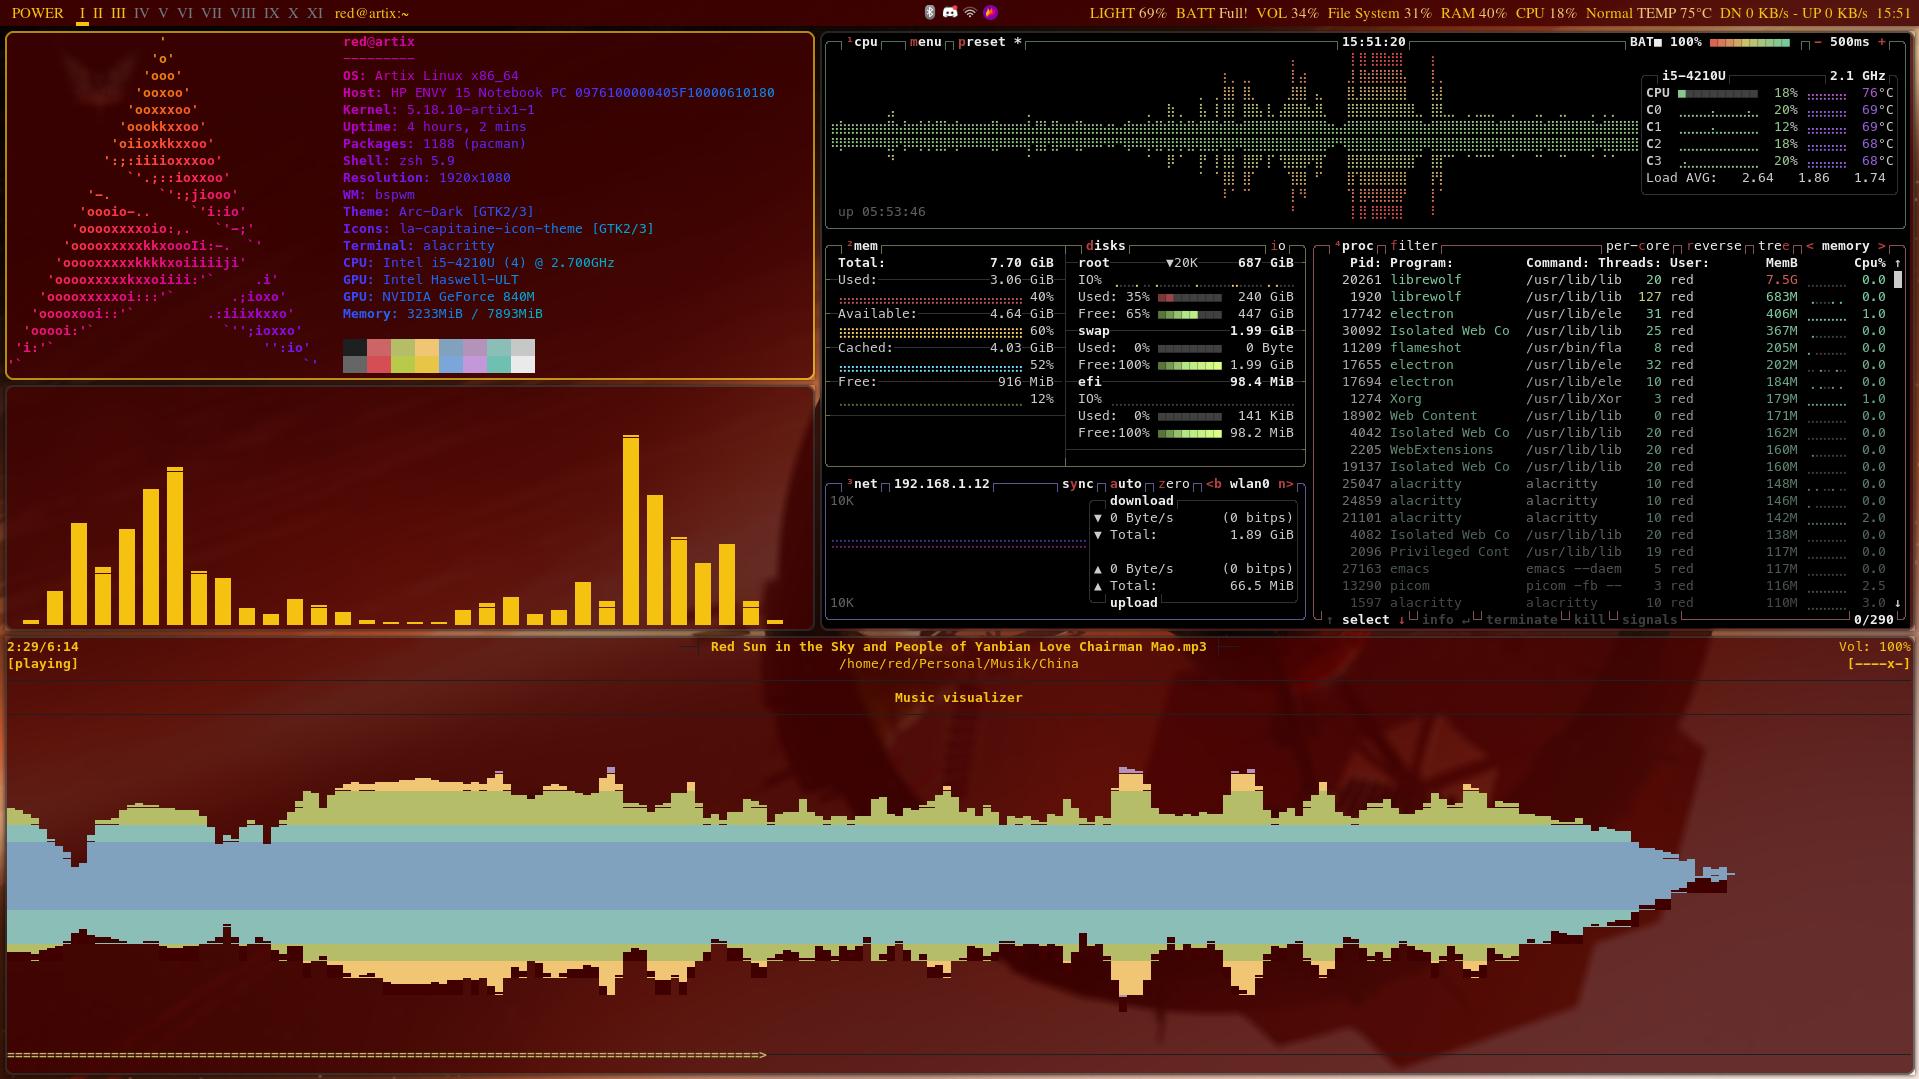 POWER I II III IV V VI VII VIII IX X XI red@artix:~
LIGHT 69% BATT Full! VOL 34% File System 31% RAM 40% CPU 18% Normal TEMP 75°C DN 0 KB/s - UP 0 KB/s 15:51
'
'o'
'ooo'
'ooxoo'
'ooxxxoo'
'oookkxxoo'
'oiioxkkxxoo'
':;:iiiioxxxoo'
`'.;::ioxxoo'
'-. `':;jiooo'
'oooio-.. `'i:io'
'ooooxxxxoio:,. `'-;'
'ooooxxxxxkkxoooIi:-. `'
'ooooxxxxxkkkkxoiiiiiji'
'ooooxxxxxkxxoiiii:'` .i'
'ooooxxxxxoi:::'` .;ioxo'
'ooooxooi::'` .:iiixkxxo'
'ooooi:'` `'';ioxxo'
'i:'` '':io'
'` `'
red@artix
---------
OS: Artix Linux x86_64
Host: HP ENVY 15 Notebook PC 0976100000405F10000610180
Kernel: 5.18.10-artix1-1
Uptime: 4 hours, 2 mins
Packages: 1188 (pacman)
Shell: zsh 5.9
Resolution: 1920x1080
WM: bspwm
Theme: Arc-Dark [GTK2/3]
Icons: la-capitaine-icon-theme [GTK2/3]
Terminal: alacritty
CPU: Intel i5-4210U (4) @ 2.700GHz
GPU: Intel Haswell-ULT
GPU: NVIDIA GeForce 840M
Memory: 3233MiB / 7893MiB
¹cpu menu preset * 15:51:20 BAT■ 100% - 500ms +
i5-4210U 2.1 GHz
CPU 18% 76°C
C0 20% 69°C
C1 12% 69°C
C2 18% 68°C
C3 20% 68°C
Load AVG: 2.64 1.86 1.74
up 05:53:46
²mem
Total: 7.70 GiB
Used: 3.06 GiB
40%
Available: 4.64 GiB
60%
Cached: 4.03 GiB
52%
Free: 916 MiB
12%
disks io
root ▼20K 687 GiB
IO%
Used: 35% 240 GiB
Free: 65% 447 GiB
swap 1.99 GiB
Used: 0% 0 Byte
Free:100% 1.99 GiB
efi 98.4 MiB
IO%
Used: 0% 141 KiB
Free:100% 98.2 MiB
³net 192.168.1.12 sync auto zero <b wlan0 n>
10K
download
▼ 0 Byte/s (0 bitps)
▼ Total: 1.89 GiB
▲ 0 Byte/s (0 bitps)
▲ Total: 66.5 MiB
10K
upload
⁴proc filter per-core reverse tree < memory >
Pid: Program: Command: Threads: User: MemB Cpu% ↑
20261 librewolf /usr/lib/lib 20 red 7.5G 0.0
1920 librewolf /usr/lib/lib 127 red 683M 0.0
17742 electron /usr/lib/ele 31 red 406M 1.0
30092 Isolated Web Co /usr/lib/lib 25 red 367M 0.0
11209 flameshot /usr/bin/fla 8 red 205M 0.0
17655 electron /usr/lib/ele 32 red 202M 0.0
17694 electron /usr/lib/ele 10 red 184M 0.0
1274 Xorg /usr/lib/Xor 3 red 179M 1.0
18902 Web Content /usr/lib/lib 0 red 171M 0.0
4042 Isolated Web Co /usr/lib/lib 20 red 162M 0.0
2205 WebExtensions /usr/lib/lib 20 red 160M 0.0
19137 Isolated Web Co /usr/lib/lib 20 red 160M 0.0
25047 alacritty alacritty 10 red 148M 0.0
24859 alacritty alacritty 10 red 146M 0.0
21101 alacritty alacritty 10 red 142M 2.0
4082 Isolated Web Co /usr/lib/lib 20 red 138M 0.0
2096 Privileged Cont /usr/lib/lib 19 red 117M 0.0
27163 emacs emacs --daem 5 red 117M 0.0
13290 picom picom -fb -- 3 red 116M 2.5
1597 alacritty alacritty 10 red 110M 3.0 ↓
↑ select ↓ info ↵ terminate kill signals 0/290
2:29/6:14 Red Sun in the Sky and People of Yanbian Love Chairman Mao.mp3 Vol: 100%
[playing] /home/red/Personal/Musik/China [----x-]
Music visualizer
==============================================================================================>